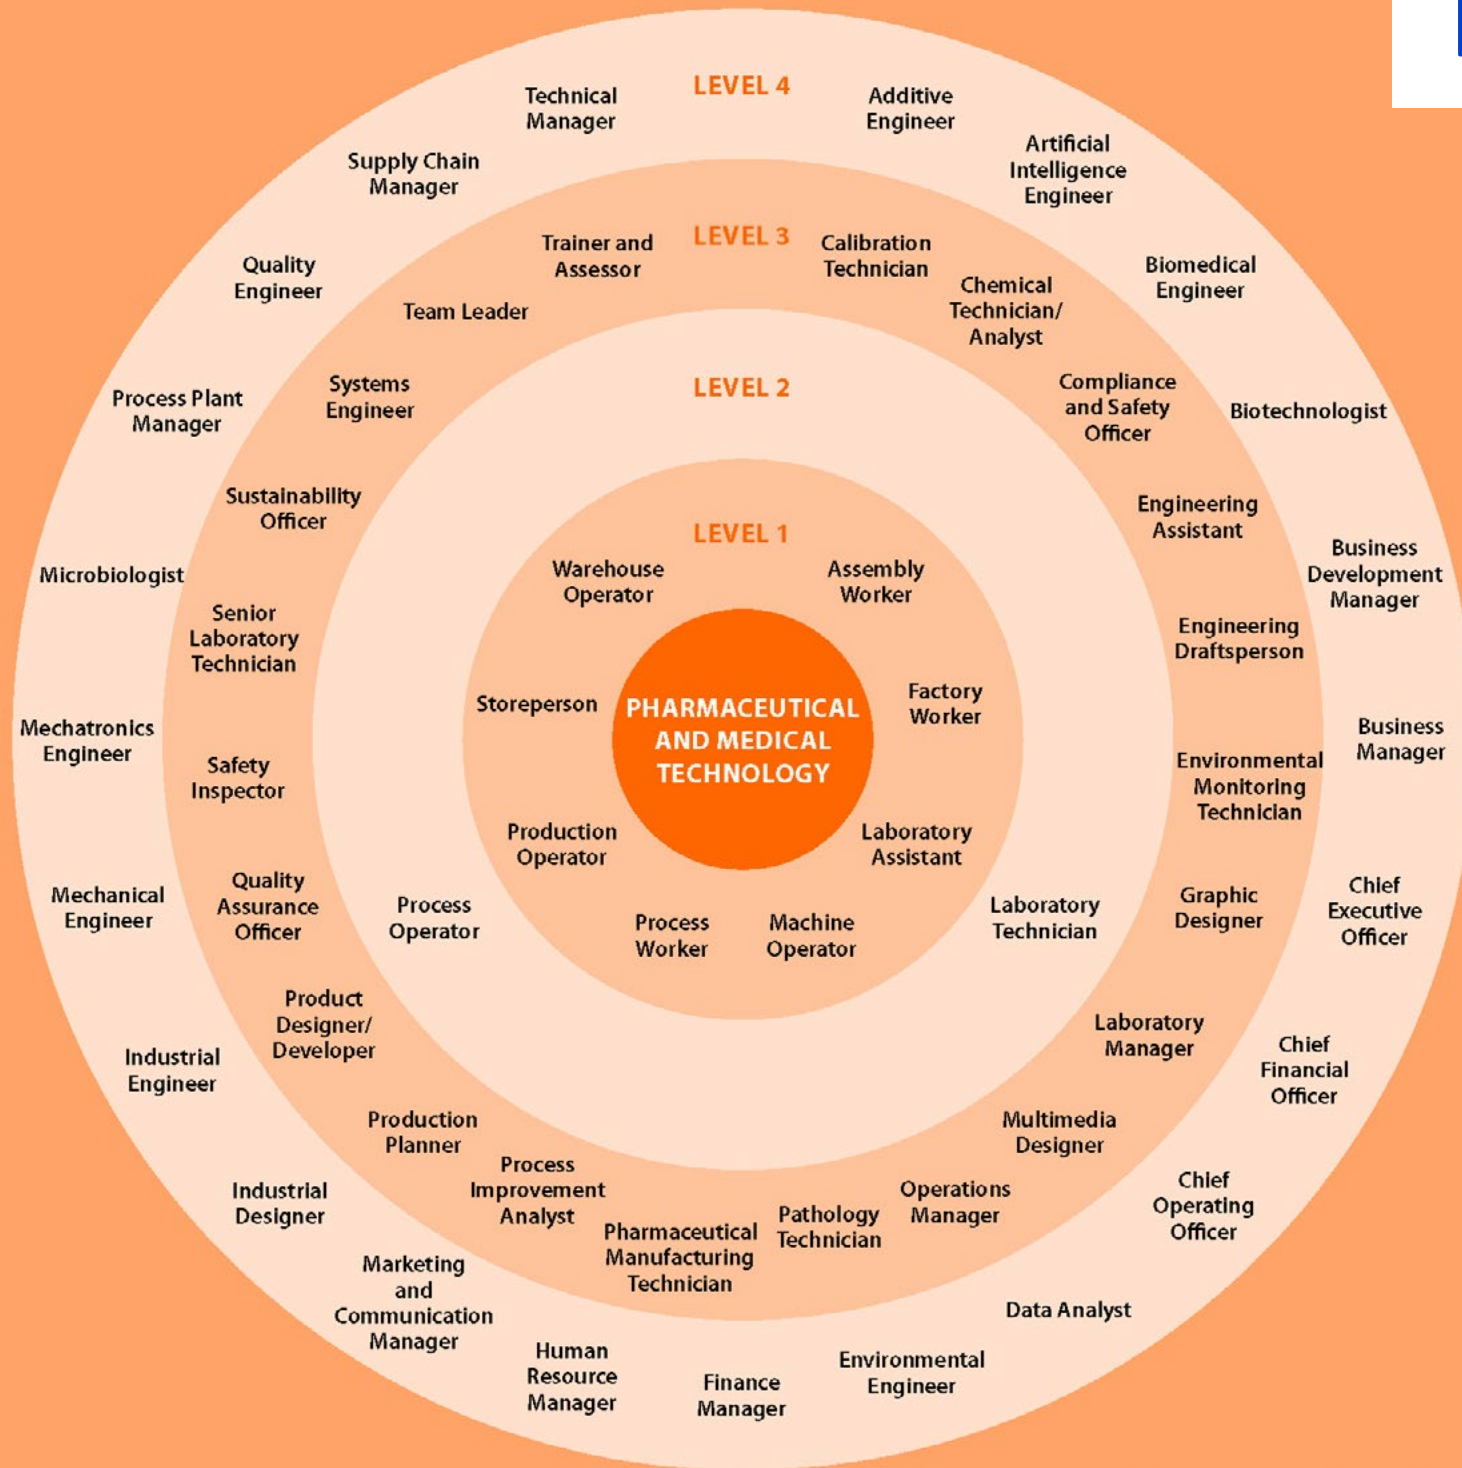 LEVEL 4
Technical
Manager
Additive
Engineer
Artificial
Intelligence
Engineer
Biomedical
Engineer
Biotechnologist
Business
Development
Manager
Business
Manager
Chief
Executive
Officer
Chief
Financial
Officer
Chief
Operating
Officer
Data Analyst
Environmental
Engineer
Finance
Manager
Human
Resource
Manager
Marketing
and
Communication
Manager
Industrial
Designer
Industrial
Engineer
Mechanical
Engineer
Mechatronics
Engineer
Microbiologist
Process Plant
Manager
Quality
Engineer
Supply Chain
Manager
LEVEL 3
Calibration
Technician
Chemical
Technician/
Analyst
Compliance
and Safety
Officer
Engineering
Assistant
Engineering
Draftsperson
Environmental
Monitoring
Technician
Graphic
Designer
Laboratory
Manager
Multimedia
Designer
Operations
Manager
Pathology
Technician
Pharmaceutical
Manufacturing
Technician
Process
Improvement
Analyst
Production
Planner
Product
Designer/
Developer
Quality
Assurance
Officer
Safety
Inspector
Senior
Laboratory
Technician
Sustainability
Officer
Systems
Engineer
Team Leader
Trainer and
Assessor
LEVEL 2
Laboratory
Technician
Process
Operator
LEVEL 1
Assembly
Worker
Factory
Worker
Laboratory
Assistant
Machine
Operator
Process
Worker
Production
Operator
Storeperson
Warehouse
Operator
PHARMACEUTICAL
AND MEDICAL
TECHNOLOGY